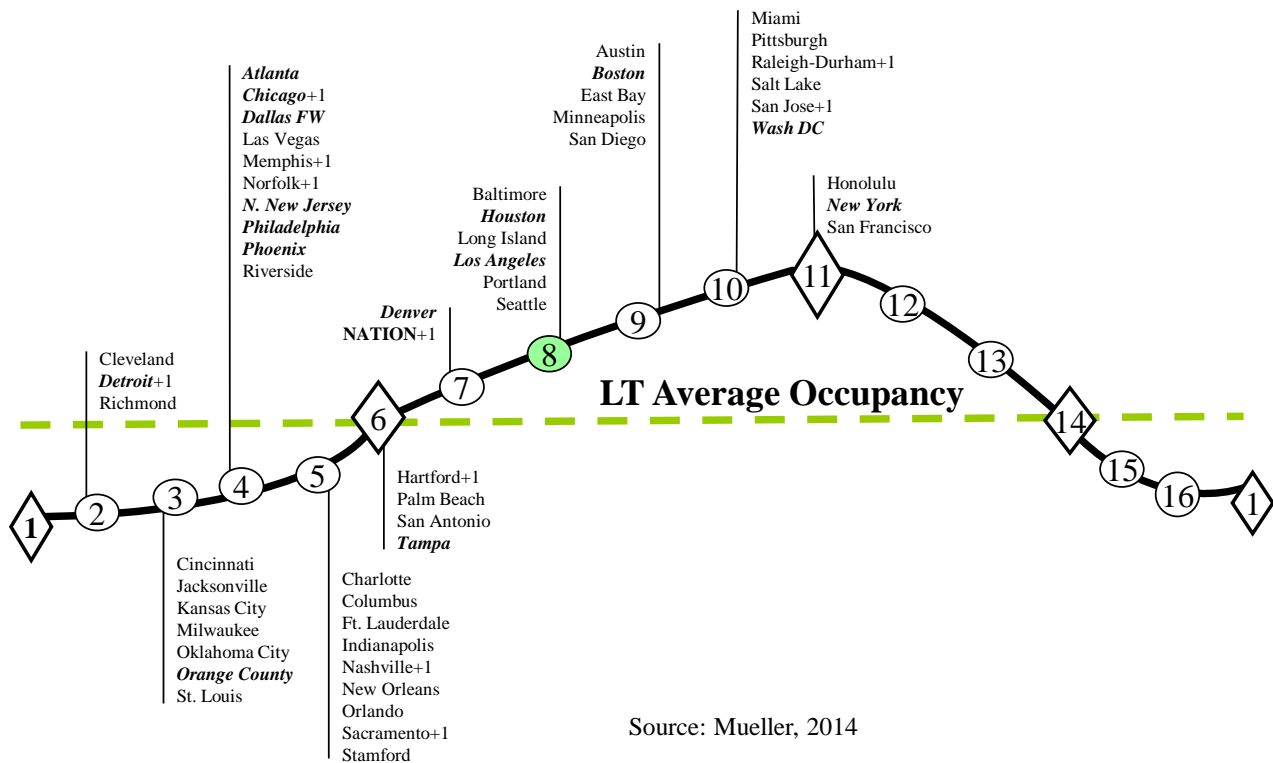 Atlanta
Chicago+1
Dallas FW
Las Vegas
Memphis+1
Norfolk+1
N. New Jersey
Philadelphia
Phoenix
Riverside
Austin
Boston
East Bay
Minneapolis
San Diego
Miami
Pittsburgh
Raleigh-Durham+1
Salt Lake
San Jose+1
Wash DC
Honolulu
New York
San Francisco
Baltimore
Houston
Long Island
Los Angeles
Portland
Seattle
Denver
NATION+1
Cleveland
Detroit+1
Richmond
LT Average Occupancy
1
2
3
4
5
6
7
8
9
10
11
12
13
14
15
16
1
Hartford+1
Palm Beach
San Antonio
Tampa
Cincinnati
Jacksonville
Kansas City
Milwaukee
Oklahoma City
Orange County
St. Louis
Charlotte
Columbus
Ft. Lauderdale
Indianapolis
Nashville+1
New Orleans
Orlando
Sacramento+1
Stamford
Source: Mueller, 2014